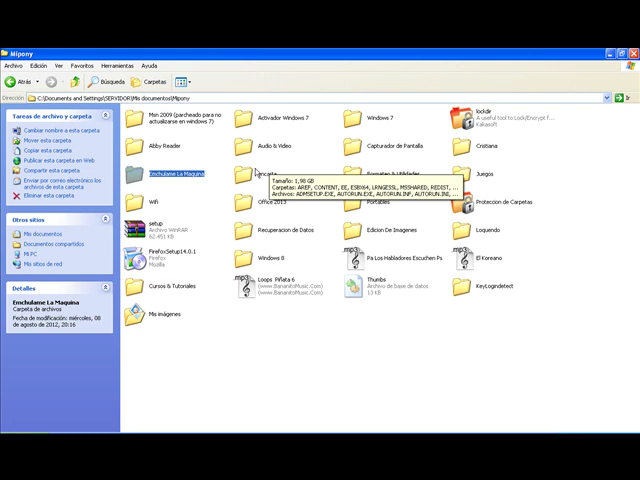 Mipony
Archivo Edición Ver Favoritos Herramientas Ayuda
Atrás Búsqueda Carpetas
Dirección C:\Documents and Settings\SERVIDOR\Mis documentos\Mipony Ir
Tareas de archivo y carpeta
Cambiar nombre a esta carpeta
Mover esta carpeta
Copiar esta carpeta
Publicar esta carpeta en Web
Compartir esta carpeta
Enviar por correo electrónico los
archivos de esta carpeta
Eliminar esta carpeta
Otros sitios
Mis documentos
Documentos compartidos
Mi PC
Mis sitios de red
Detalles
Emchulame La Maquina
Carpeta de archivos
Fecha de modificación: miércoles, 08
de agosto de 2012, 20:16
Msn 2009 (parcheado para no
actualizarse en windows 7)
Activador Windows 7
Windows 7
lockdir
A useful tool to Lock/Encrypt f...
Kakasoft
Abby Reader
Audio & Video
Capturador de Pantalla
Cristiana
Emchulame La Maquina
Juegos
Tamaño: 1,98 GB
Carpetas: AREF, CONTENT, EE, ESBX64, LRNGESSL, MSSHARED, REDIST, ...
Archivos: ADMSETUP.EXE, AUTORUN.EXE, AUTORUN.INF, AUTORUN.INI, ...
Wifi
Office 2013
Portables
Proteccion de Carpetas
setup
Archivo WinRAR
62.451 KB
Recuperacion de Datos
Edicion De Imagenes
Loquendo
FirefoxSetup14.0.1
Firefox
Mozilla
Windows 8
Pa Los Habladores Escuchen Ps
El Koreano
Cursos & Tutoriales
Loops Piñata 6
(www.BananitoMusic.Com)
(www.BananitoMusic.Com)
Thumbs
Archivo de base de datos
13 KB
KeyLogindetect
Mis imágenes